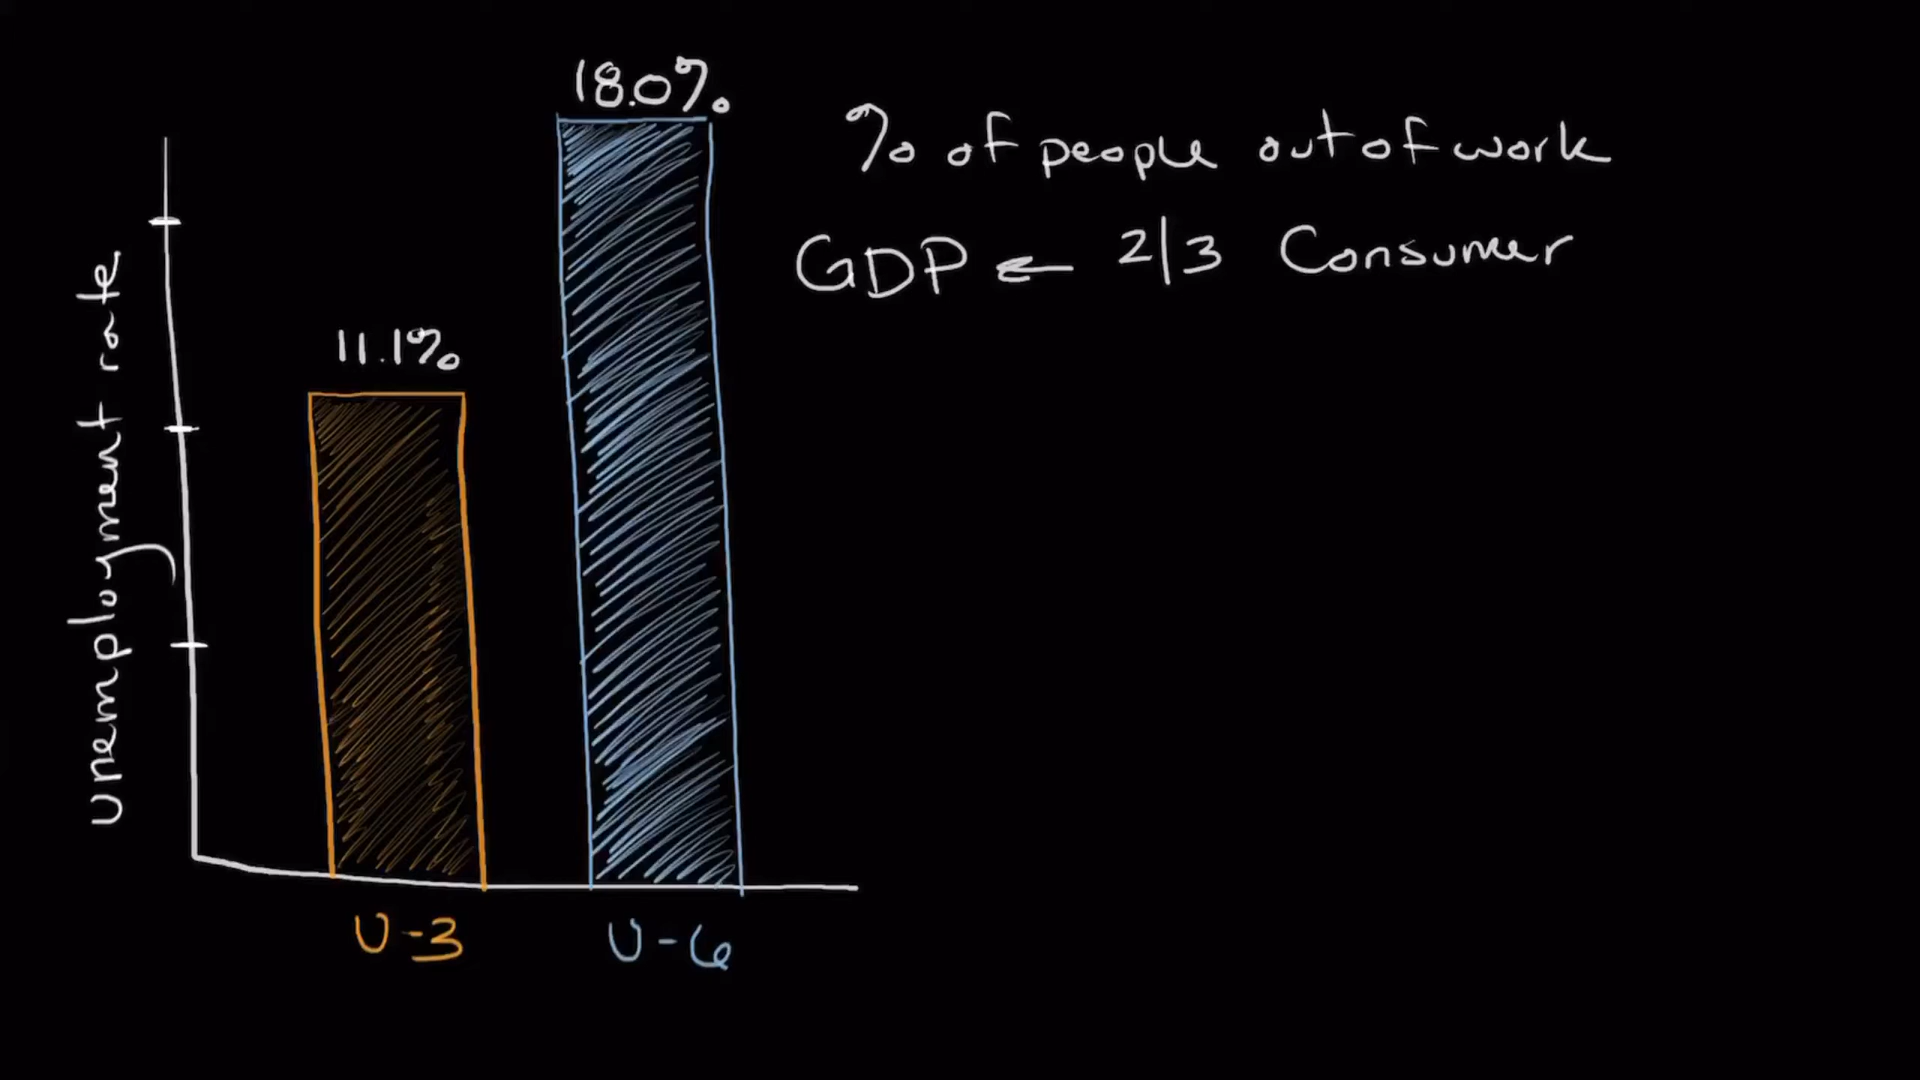 18.0%
% of people out of work
GDP ← 2/3 Consumer
11.1%
Unemployment rate
U-3
U-6